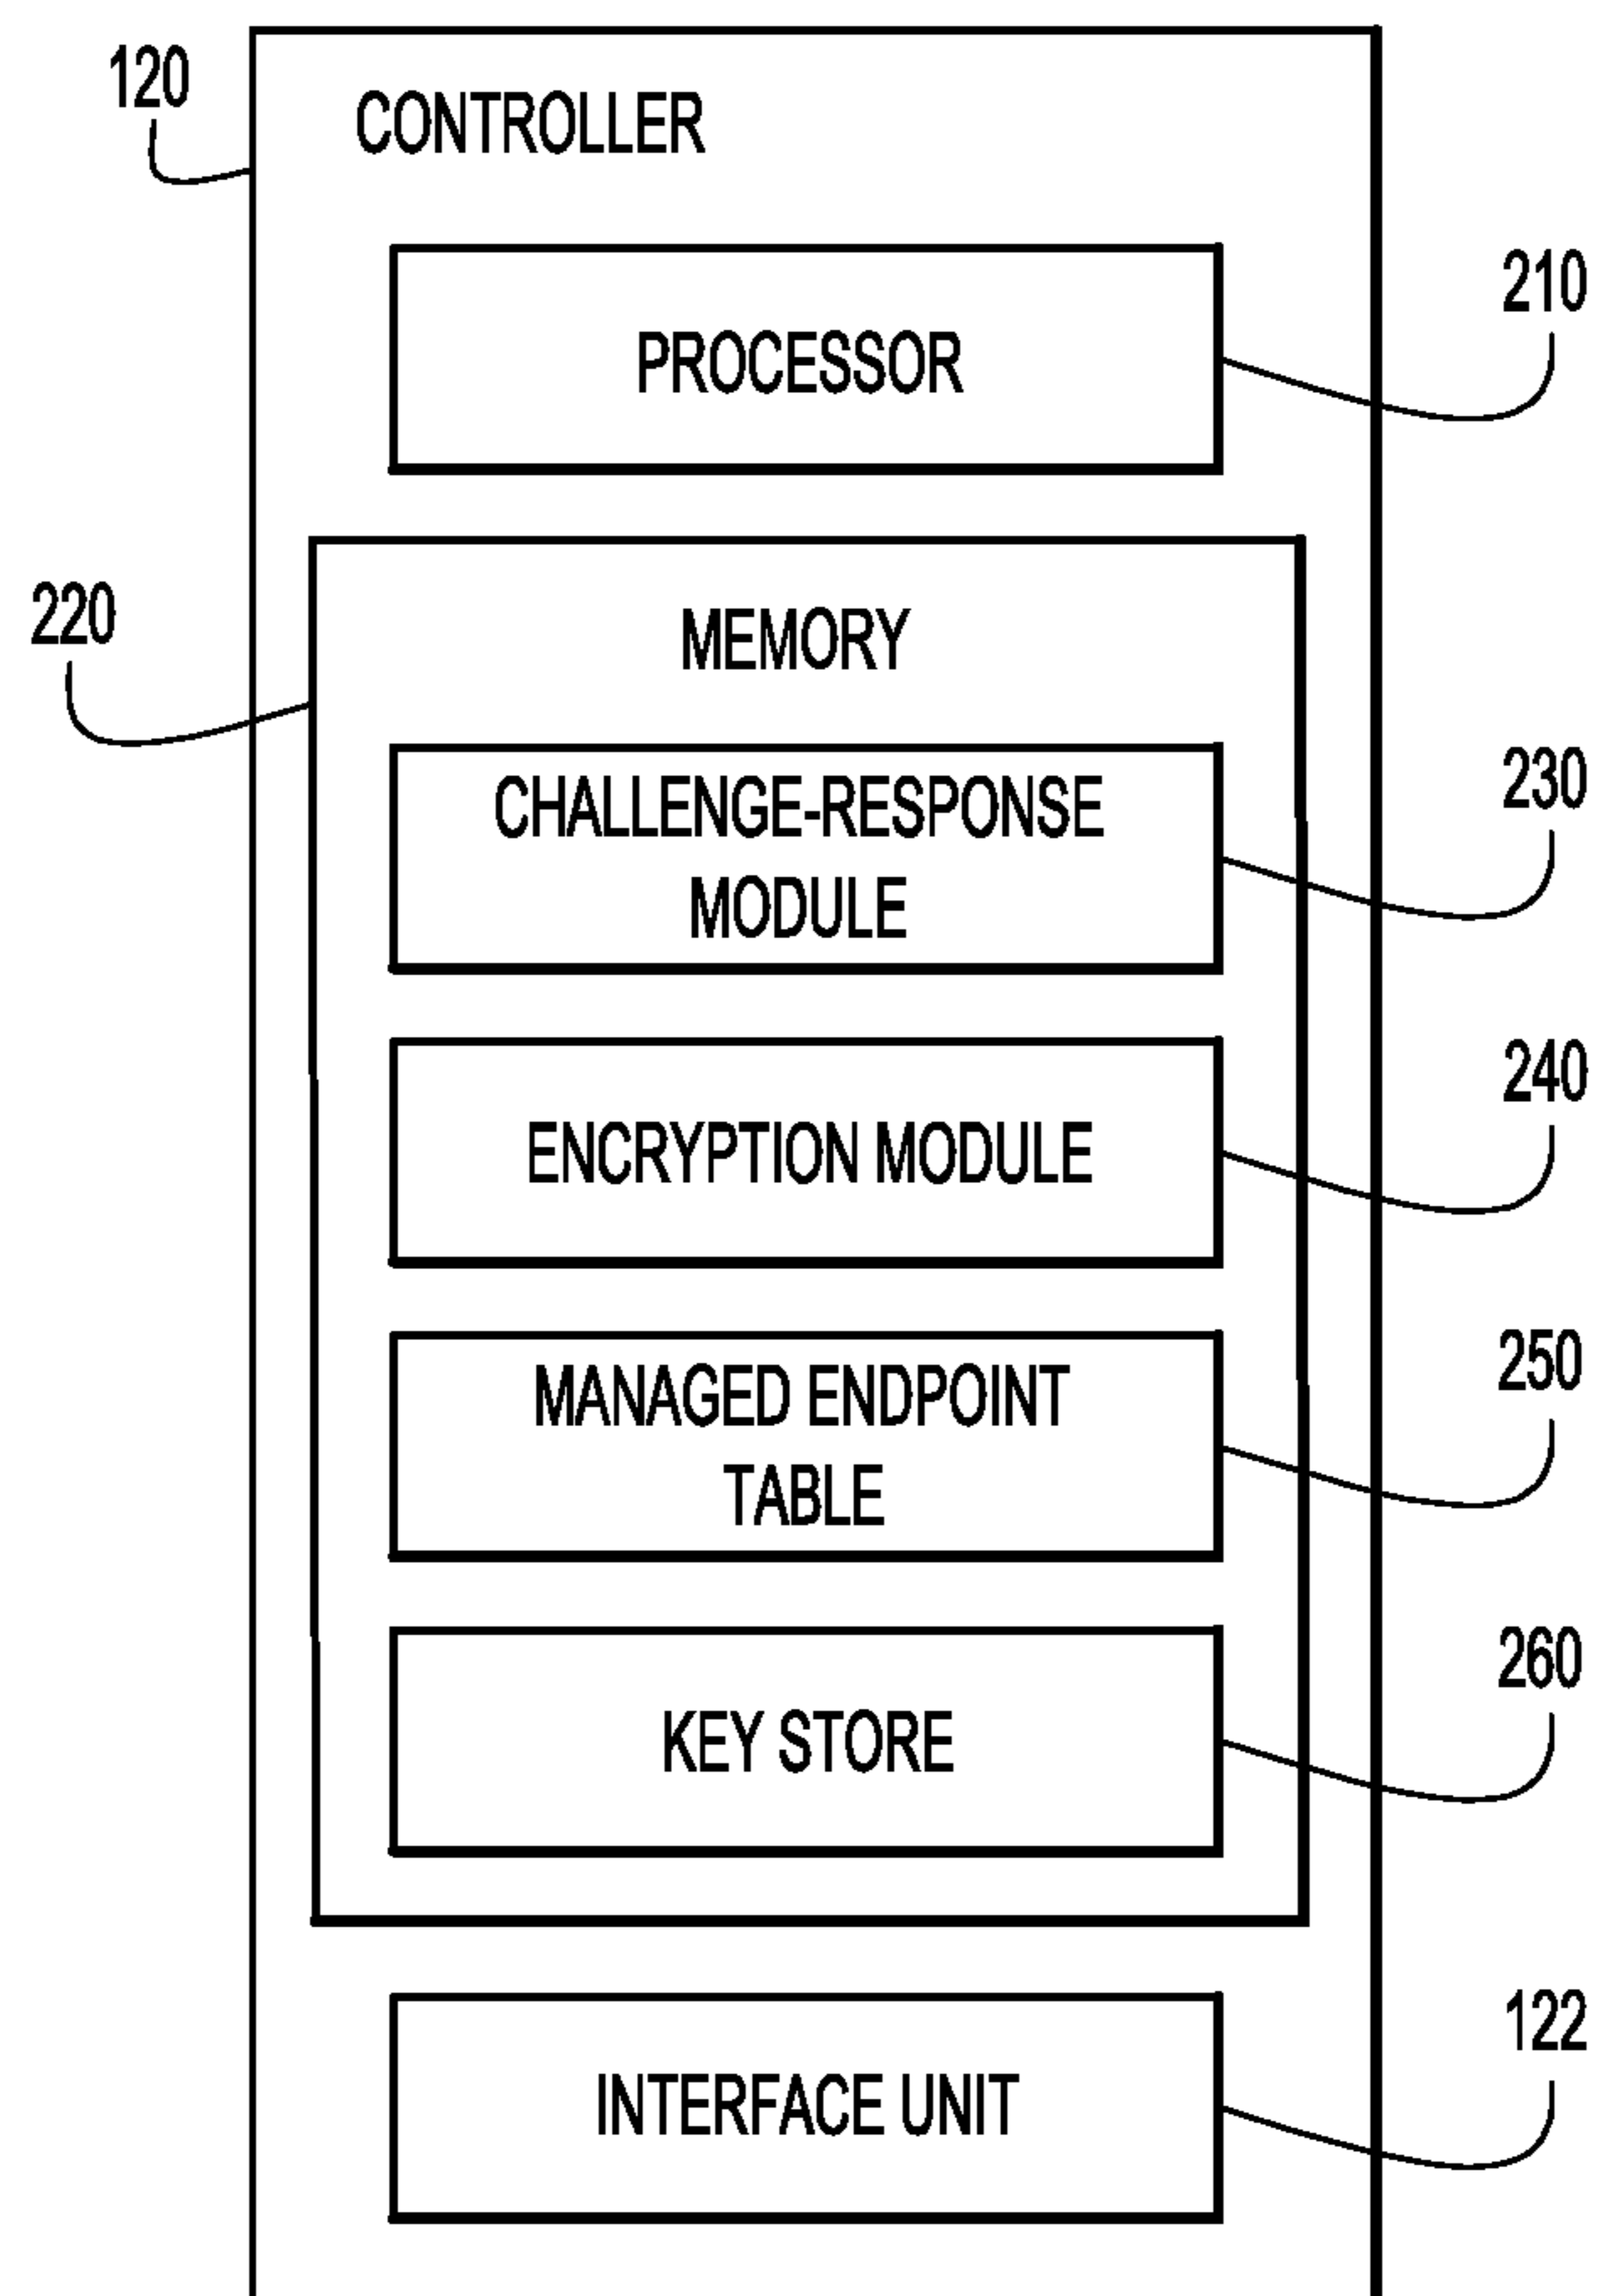 120
CONTROLLER
210
PROCESSOR
220
MEMORY
230
CHALLENGE-RESPONSE
MODULE
240
ENCRYPTION MODULE
250
MANAGED ENDPOINT
TABLE
260
KEY STORE
122
INTERFACE UNIT